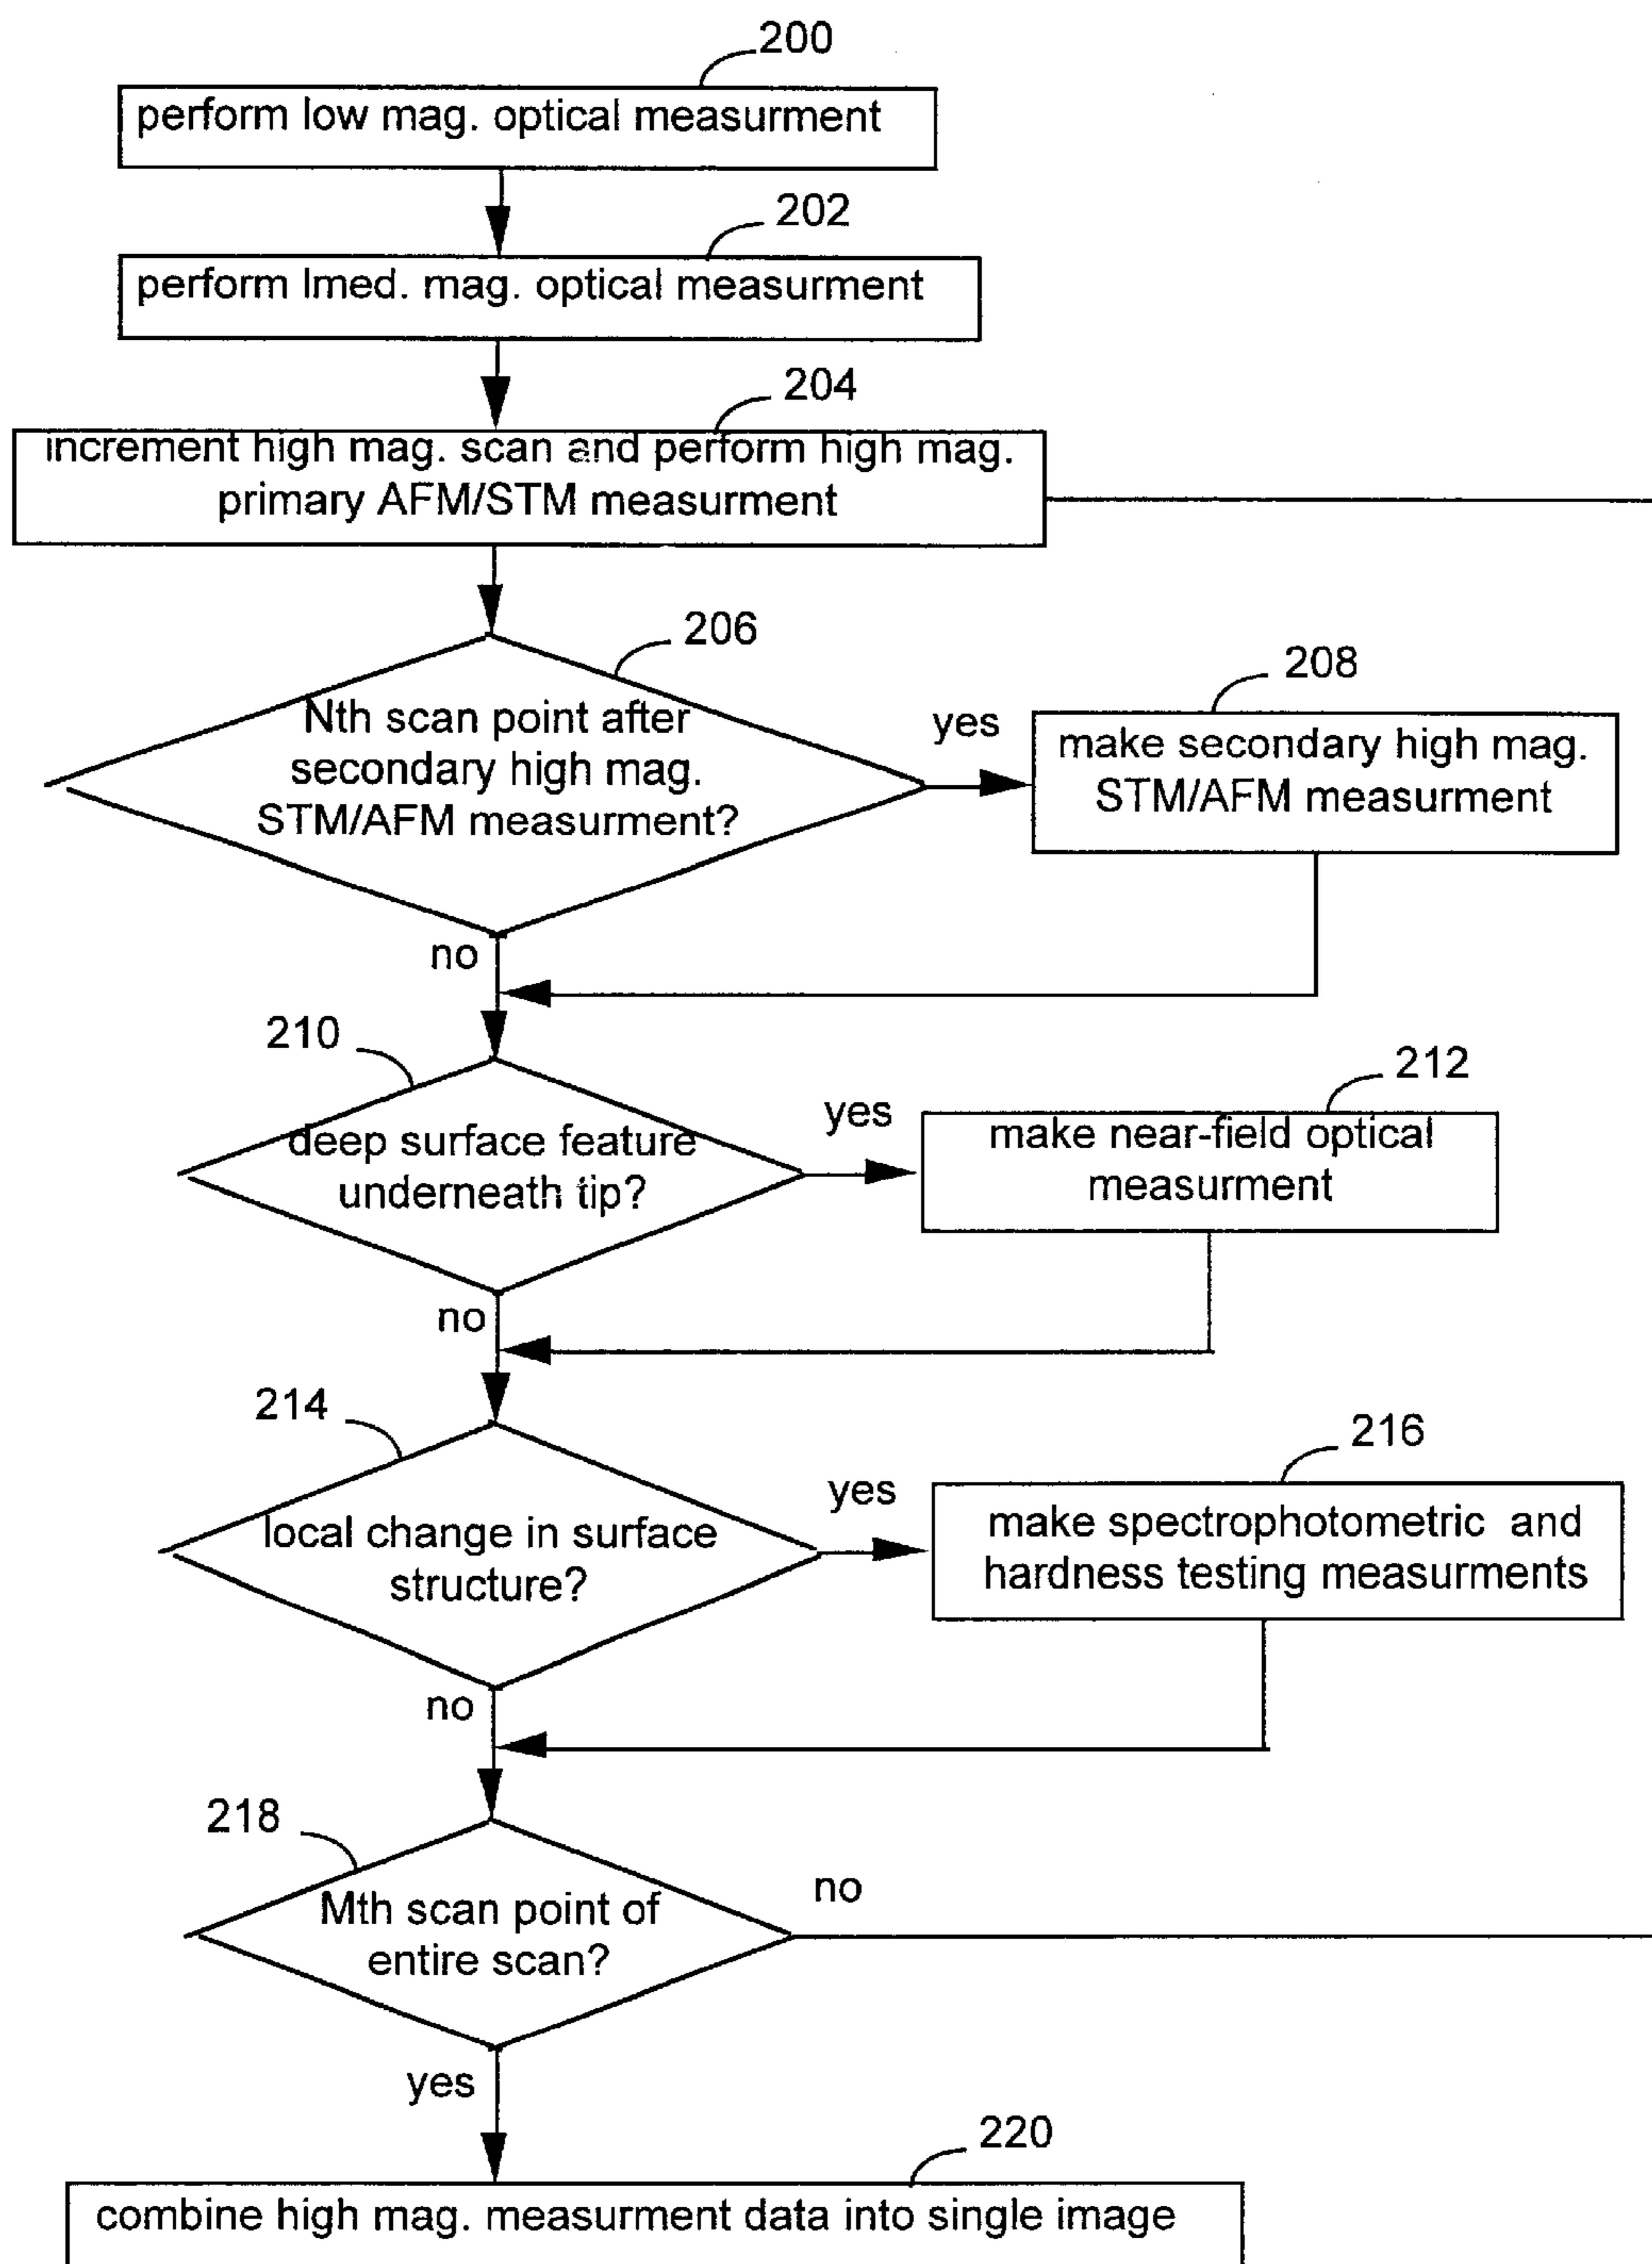 200
perform low mag. optical measurment
202
perform Imed. mag. optical measurment
204
increment high mag. scan and perform high mag.
primary AFM/STM measurment
206
Nth scan point after
secondary high mag.
STM/AFM measurment?
yes
208
make secondary high mag.
STM/AFM measurment
no
210
deep surface feature
underneath tip?
yes
212
make near-field optical
measurment
no
214
local change in surface
structure?
yes
216
make spectrophotometric and
hardness testing measurments
no
218
Mth scan point of
entire scan?
no
yes
220
combine high mag. measurment data into single image